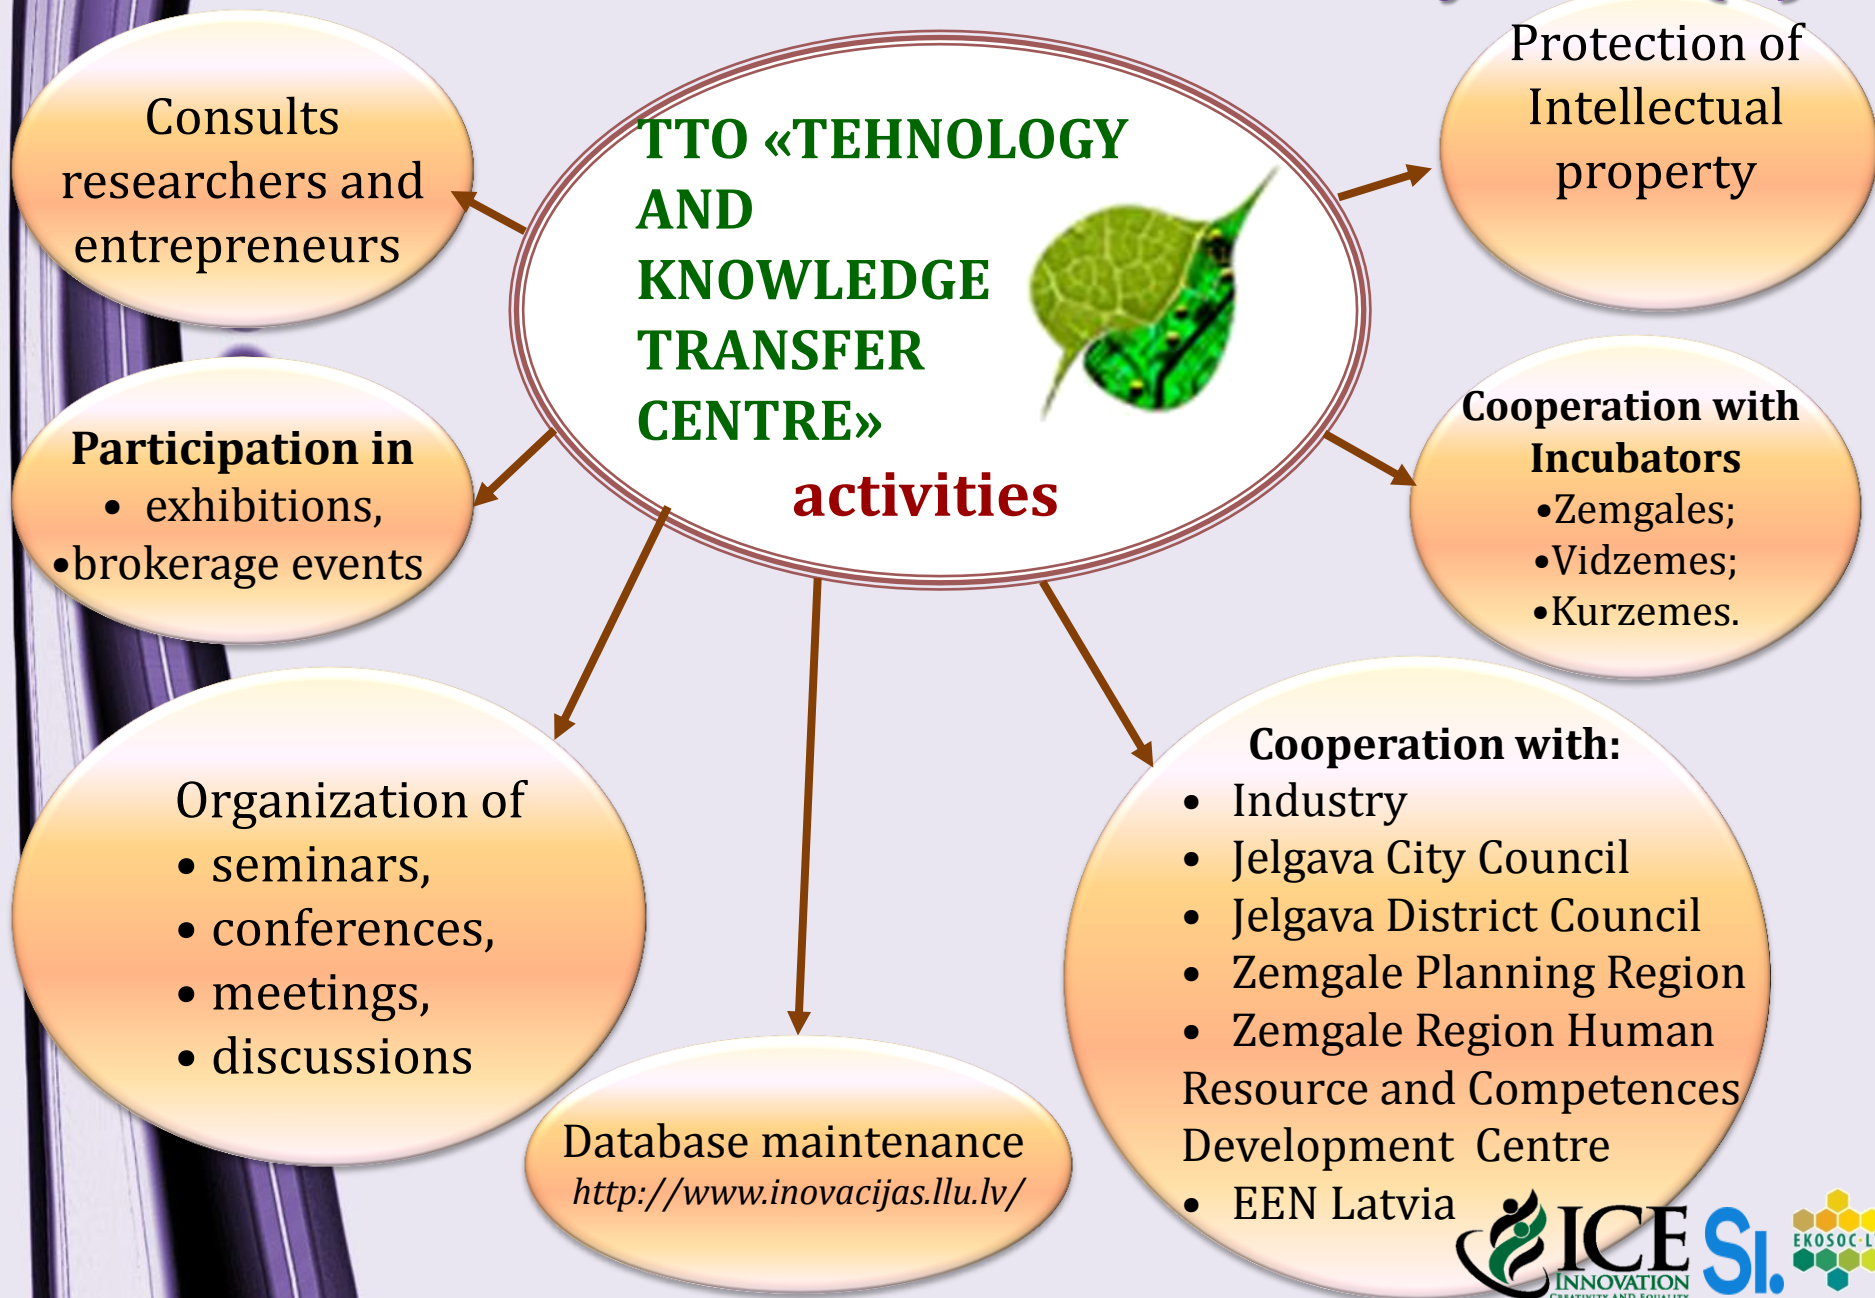 Consults
researchers and
entrepreneurs
TTO «TEHNOLOGY
AND
KNOWLEDGE
TRANSFER
CENTRE»
activities
Protection of
Intellectual
property
Participation in
• exhibitions,
•brokerage events
Cooperation with
Incubators
•Zemgales;
•Vidzemes;
•Kurzemes.
Organization of
• seminars,
• conferences,
• meetings,
• discussions
Database maintenance
http://www.inovacijas.llu.lv/
Cooperation with:
• Industry
• Jelgava City Council
• Jelgava District Council
• Zemgale Planning Region
• Zemgale Region Human
Resource and Competences
Development Centre
• EEN Latvia
ICE
INNOVATION
CREATIVITY AND EQUALITY
SI.
EKOSOC-L